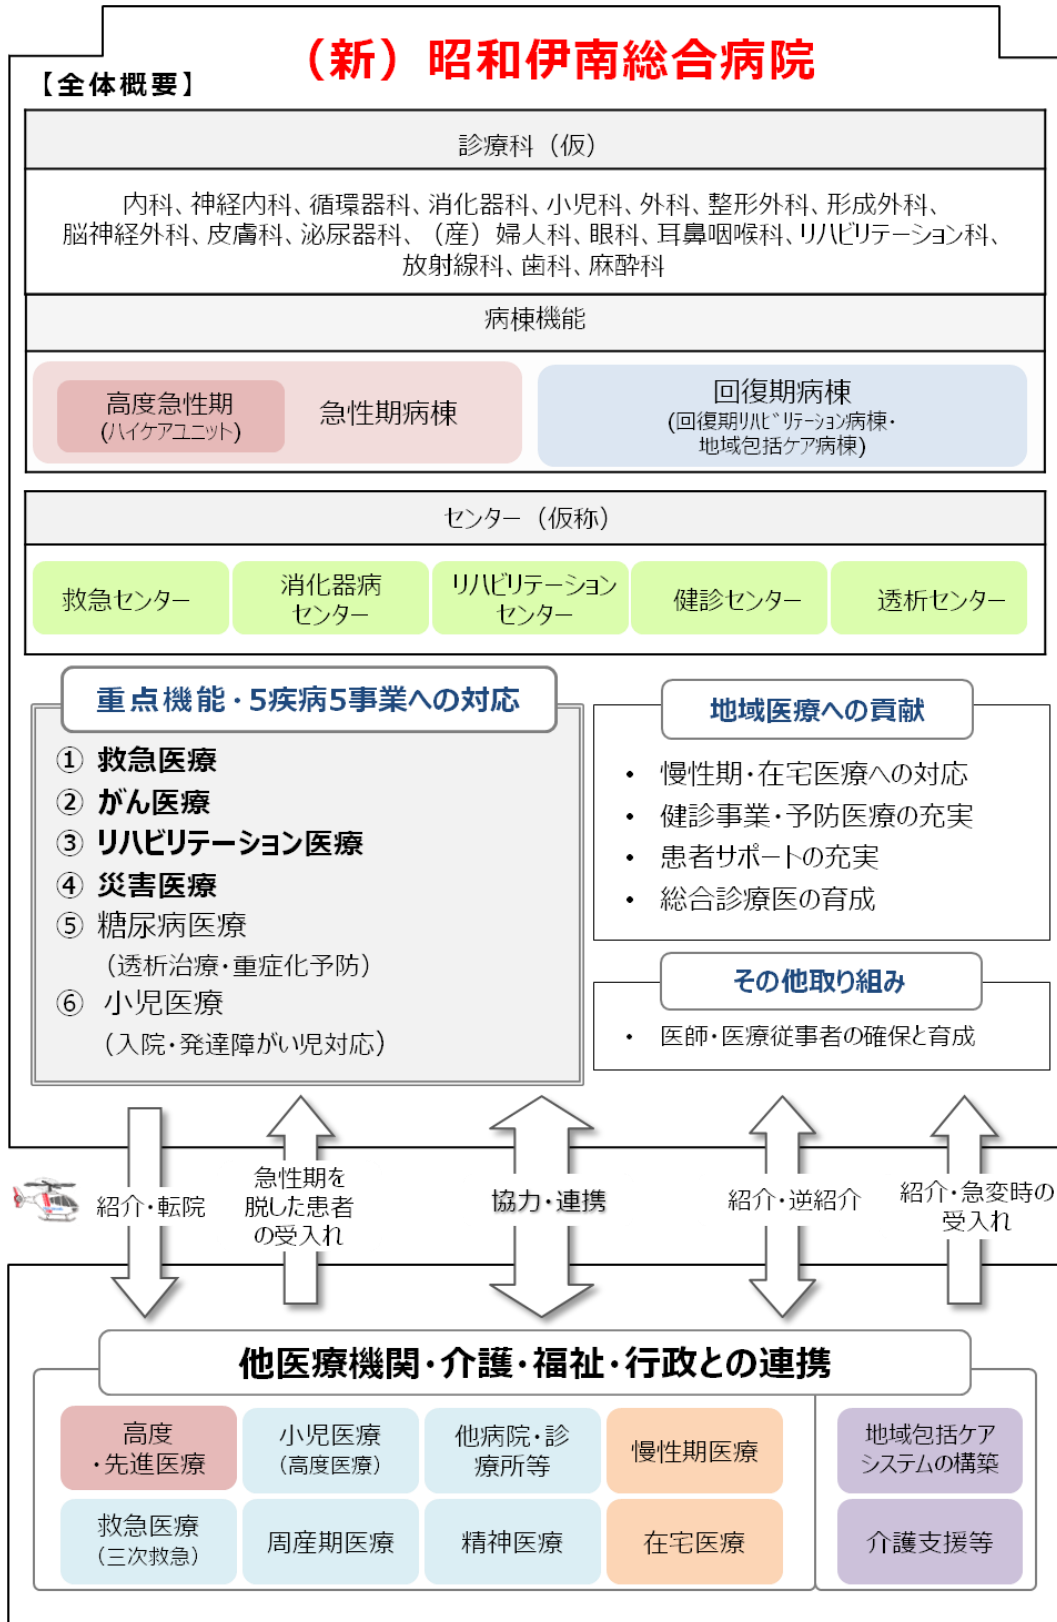 （新）昭和伊南総合病院
【全体概要】
診療科（仮）
内科、神経内科、循環器科、消化器科、小児科、外科、整形外科、形成外科、
脳神経外科、皮膚科、泌尿器科、（産）婦人科、眼科、耳鼻咽喉科、リハビリテーション科、
放射線科、歯科、麻酔科
病棟機能
高度急性期
(ハイケアユニット)
急性期病棟
回復期病棟
(回復期リハビリテーション病棟・
地域包括ケア病棟)
センター（仮称）
救急センター
消化器病
センター
リハビリテーション
センター
健診センター
透析センター
重点機能・5疾病5事業への対応
① 救急医療
② がん医療
③ リハビリテーション医療
④ 災害医療
⑤ 糖尿病医療
（透析治療・重症化予防）
⑥ 小児医療
（入院・発達障がい児対応）
地域医療への貢献
・ 慢性期・在宅医療への対応
・ 健診事業・予防医療の充実
・ 患者サポートの充実
・ 総合診療医の育成
その他取り組み
・ 医師・医療従事者の確保と育成
紹介・転院
急性期を
脱した患者
の受入れ
協力・連携
紹介・逆紹介
紹介・急変時の
受入れ
他医療機関・介護・福祉・行政との連携
高度
・先進医療
小児医療
（高度医療）
他病院・診
療所等
慢性期医療
地域包括ケア
システムの構築
救急医療
（三次救急）
周産期医療
精神医療
在宅医療
介護支援等